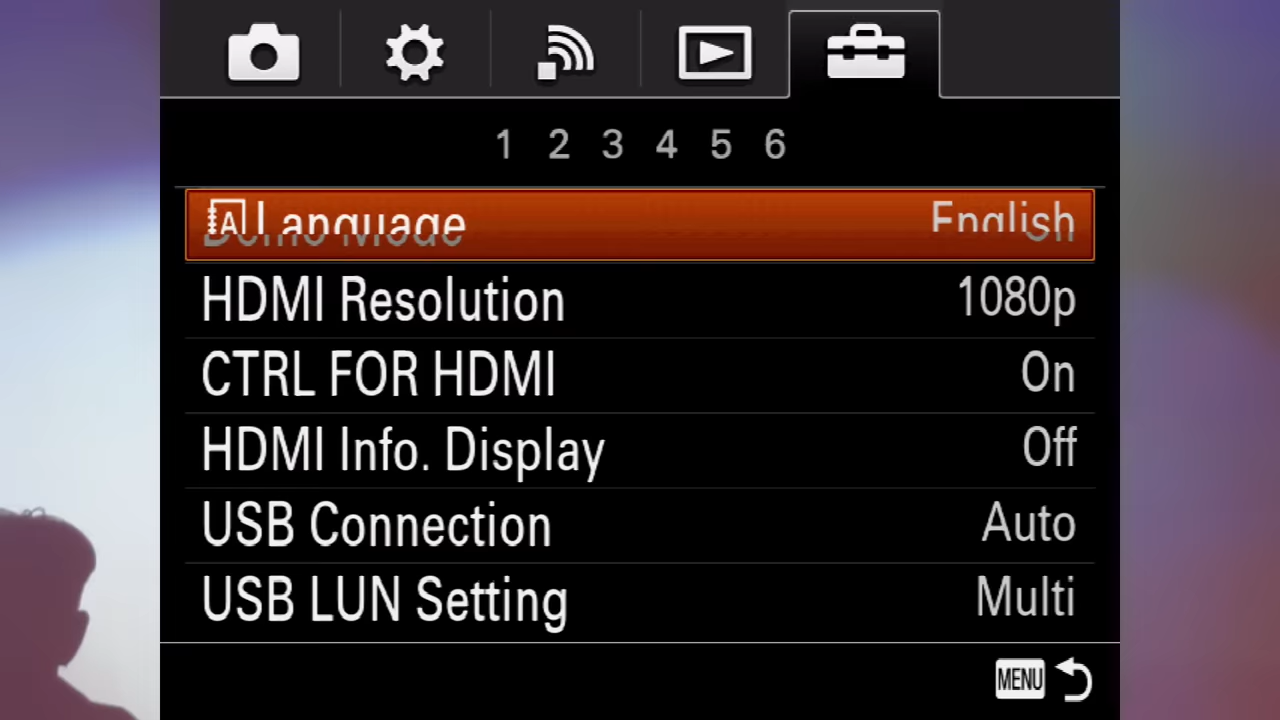 1 2 3 4 5 6
Language English
HDMI Resolution 1080p
CTRL FOR HDMI On
HDMI Info. Display Off
USB Connection Auto
USB LUN Setting Multi
MENU